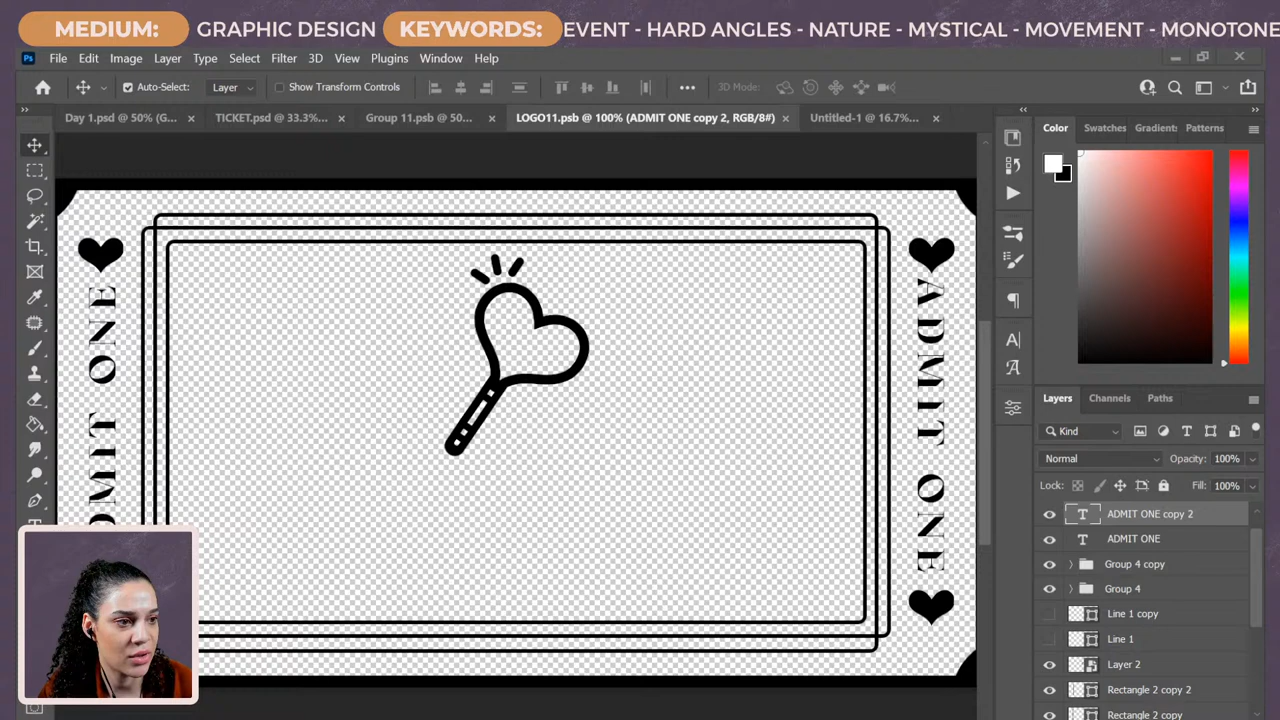 MEDIUM: GRAPHIC DESIGN KEYWORDS: EVENT - HARD ANGLES - NATURE - MYSTICAL - MOVEMENT - MONOTONE
Ps File Edit Image Layer Type Select Filter 3D View Plugins Window Help
Auto-Select: Layer Show Transform Controls 3D Mode:
Day 1.psd @ 50% (G... TICKET.psd @ 33.3%... Group 11.psb @ 50... LOGO11.psb @ 100% (ADMIT ONE copy 2, RGB/8#) Untitled-1 @ 16.7%...
Color Swatches Gradient: Patterns
ADMIT ONE
ADMIT ONE
Layers Channels Paths
Kind
Normal Opacity: 100%
Lock: Fill: 100%
ADMIT ONE copy 2
ADMIT ONE
Group 4 copy
Group 4
Line 1 copy
Line 1
Layer 2
Rectangle 2 copy 2
Rectangle 2 copy